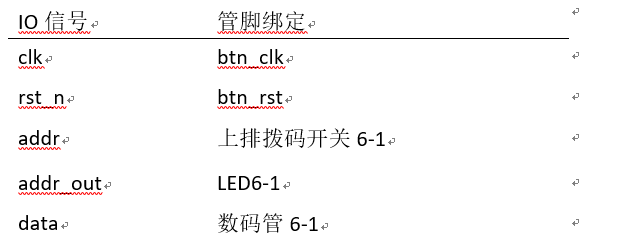 IO 信号 管脚绑定
clk btn_clk
rst_n btn_rst
addr 上排拨码开关 6-1
addr_out LED6-1
data 数码管 6-1